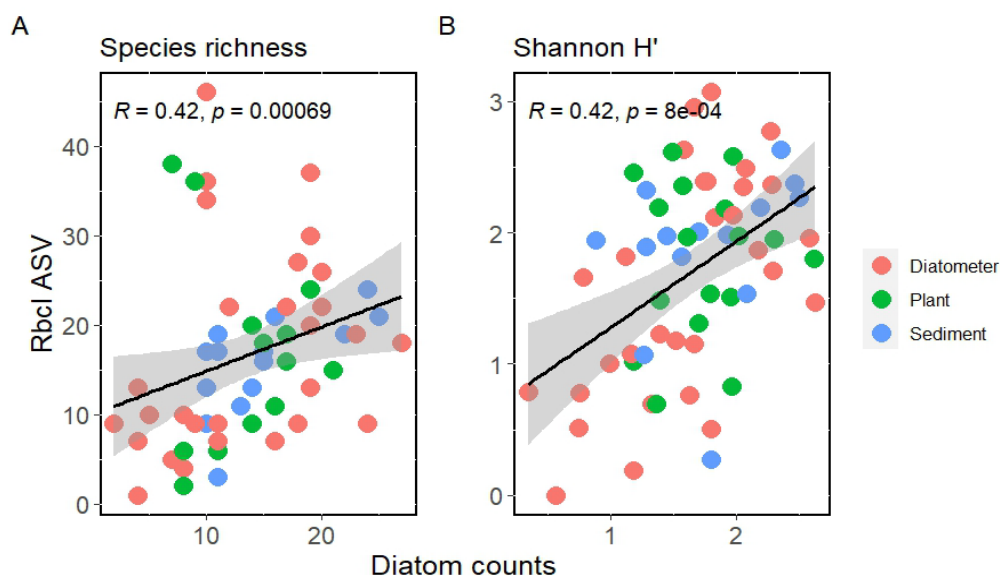 A
Species richness
R = 0.42, p = 0.00069
40
30
20
10
0
10
20
B
Shannon H'
R = 0.42, p = 8e-04
3
2
1
0
1
2
Rbcl ASV
Diatom counts
Diatometer
Plant
Sediment